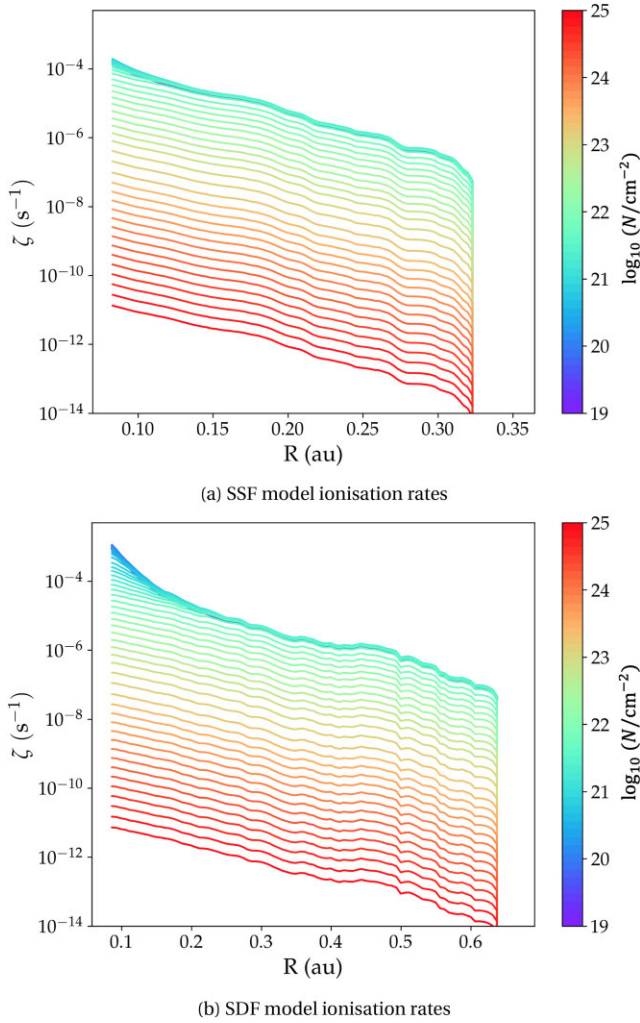 10⁻⁴
10⁻⁶
10⁻⁸
10⁻¹⁰
10⁻¹²
10⁻¹⁴
ζ (s⁻¹)
0.10 0.15 0.20 0.25 0.30 0.35
R (au)
25
24
23
22
21
20
19
log₁₀ (N/cm⁻²)
(a) SSF model ionisation rates
10⁻⁴
10⁻⁶
10⁻⁸
10⁻¹⁰
10⁻¹²
10⁻¹⁴
ζ (s⁻¹)
0.1 0.2 0.3 0.4 0.5 0.6
R (au)
25
24
23
22
21
20
19
log₁₀ (N/cm⁻²)
(b) SDF model ionisation rates